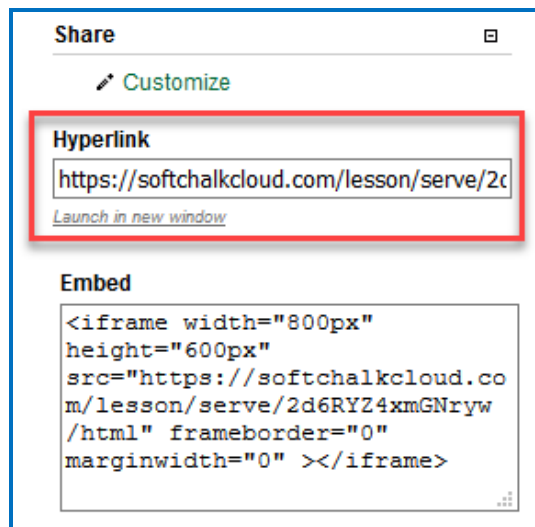 Share
Customize
Hyperlink
https://softchalkcloud.com/lesson/serve/2
Launch in new window
Embed
<iframe width="800px"
height="600px"
src="https://softchalkcloud.co
m/lesson/serve/2d6RYZ4xmGNryw
/html" frameborder="0"
marginwidth="0" ></iframe>